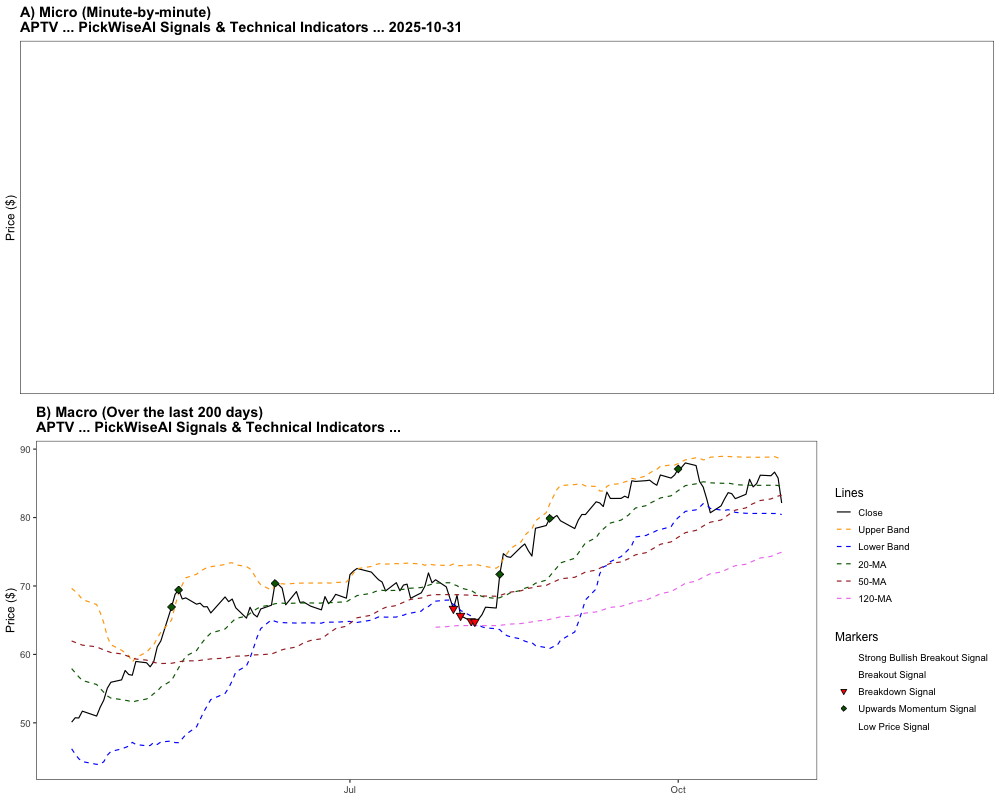 A) Micro (Minute-by-minute)
APTV ... PickWiseAI Signals & Technical Indicators ... 2025-10-31
Price ($)
B) Macro (Over the last 200 days)
APTV ... PickWiseAI Signals & Technical Indicators ...
90
80
70
60
50
Price ($)
Jul
Oct
Lines
Close
Upper Band
Lower Band
20-MA
50-MA
120-MA
Markers
Strong Bullish Breakout Signal
Breakout Signal
Breakdown Signal
Upwards Momentum Signal
Low Price Signal